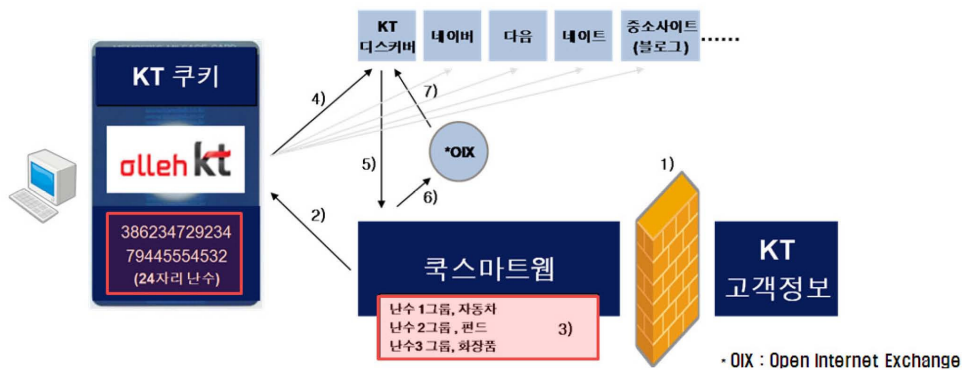 KT
디스커버
네이버
다음
네이트
중소사이트
(블로그)
......
KT 쿠키
4)
7)
olleh kt
*OIX
1)
5)
6)
2)
386234729234
79445554532
(24자리 난수)
쿡스마트웹
KT
고객정보
난수 1그룹, 자동차
난수 2그룹 , 펀드
난수3 그룹, 화장품
3)
* OIX : Open Internet Exchange